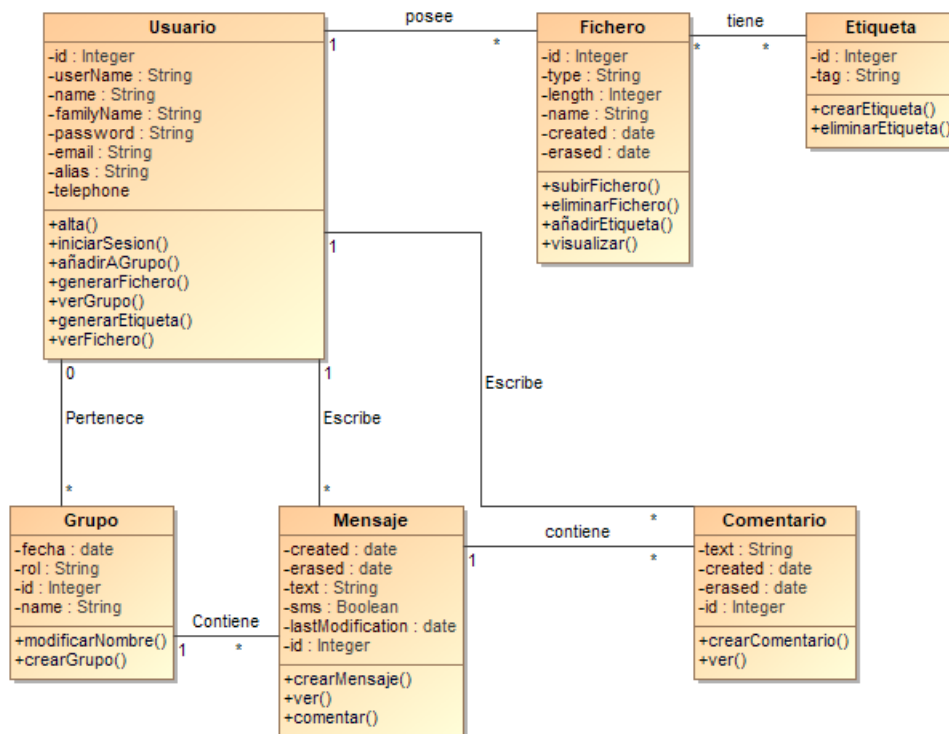 Usuario
-id : Integer
-userName : String
-name : String
-familyName : String
-password : String
-email : String
-alias : String
-telephone
+alta()
+iniciarSesion()
+añadirAGrupo()
+generarFichero()
+verGrupo()
+generarEtiqueta()
+verFichero()
posee
1
*
Fichero
-id : Integer
-type : String
-length : Integer
-name : String
-created : date
-erased : date
+subirFichero()
+eliminarFichero()
+añadirEtiqueta()
+visualizar()
tiene
*
*
Etiqueta
-id : Integer
-tag : String
+crearEtiqueta()
+eliminarEtiqueta()
1
Escribe
*
0
Pertenece
*
1
Escribe
*
Grupo
-fecha : date
-rol : String
-id : Integer
-name : String
+modificarNombre()
+crearGrupo()
Contiene
1
*
Mensaje
-created : date
-erased : date
-text : String
-sms : Boolean
-lastModification : date
-id : Integer
+crearMensaje()
+ver()
+comentar()
contiene
1
*
Comentario
-text : String
-created : date
-erased : date
-id : Integer
+crearComentario()
+ver()